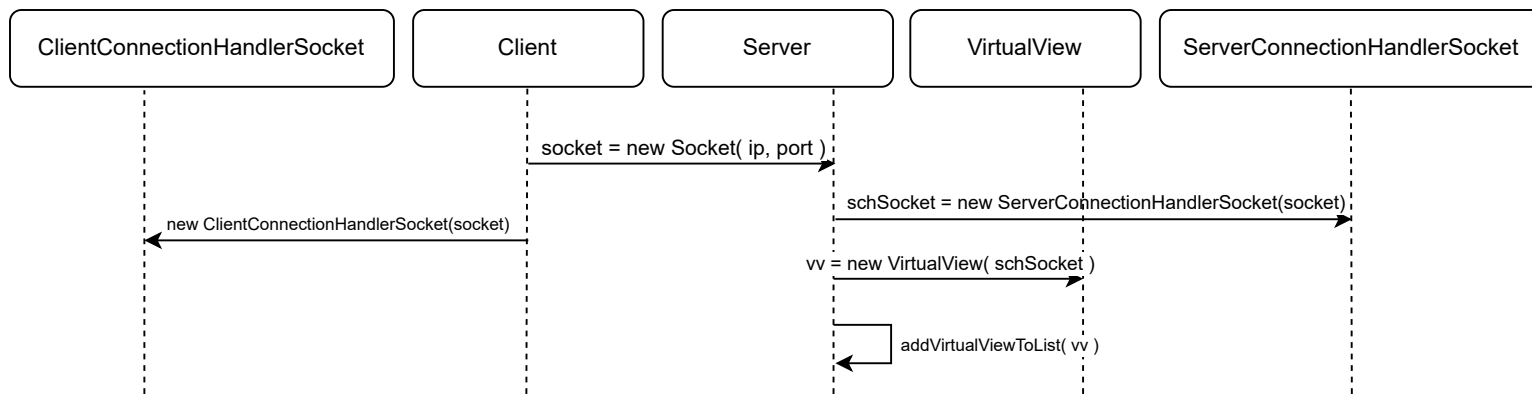 ClientConnectionHandlerSocket
Client
Server
VirtualView
ServerConnectionHandlerSocket
socket = new Socket( ip, port )
schSocket = new ServerConnectionHandlerSocket(socket)
new ClientConnectionHandlerSocket(socket)
vv = new VirtualView( schSocket )
addVirtualViewToList( vv )